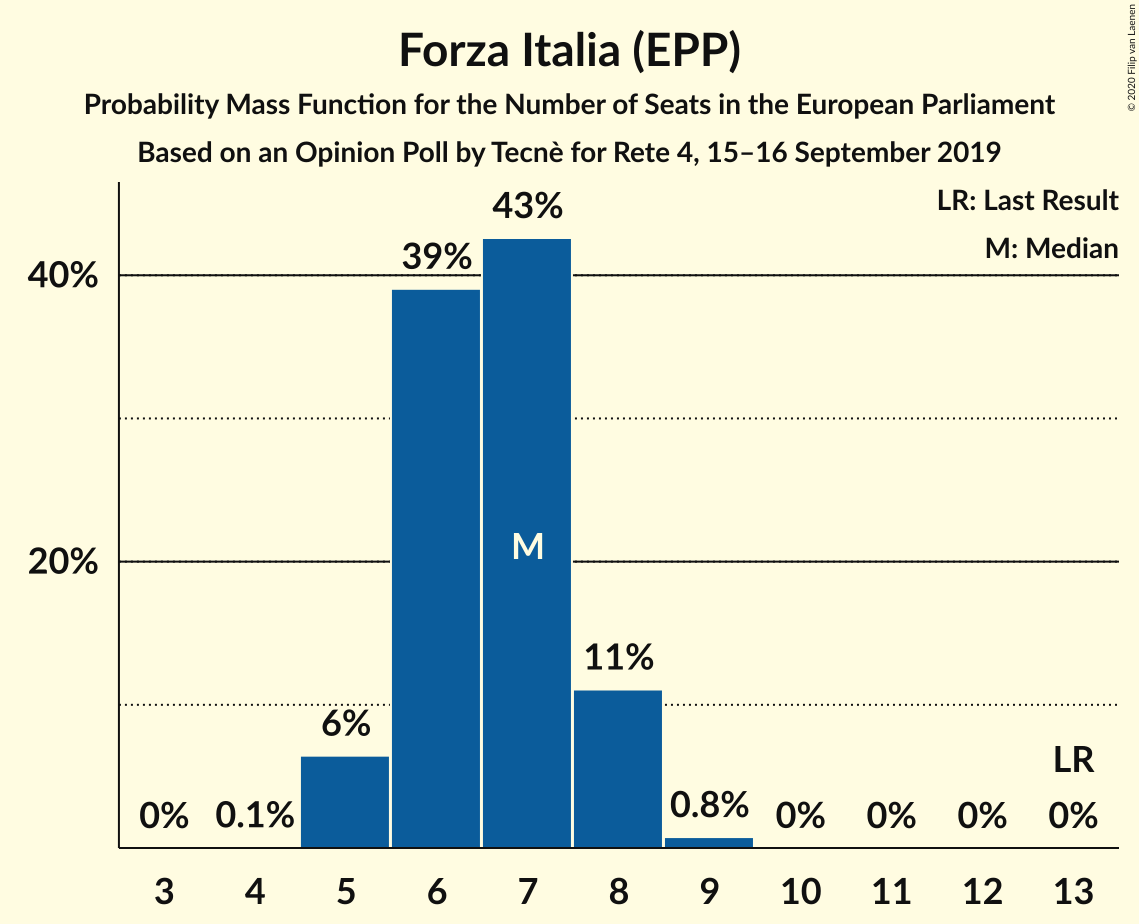 Forza Italia (EPP)
Probability Mass Function for the Number of Seats in the European Parliament
Based on an Opinion Poll by Tecnè for Rete 4, 15–16 September 2019
© 2020 Filip van Laenen
LR: Last Result
M: Median
40%
20%
0%
0.1%
6%
39%
43%
M
11%
0.8%
0%
0%
0%
LR
0%
3 4 5 6 7 8 9 10 11 12 13